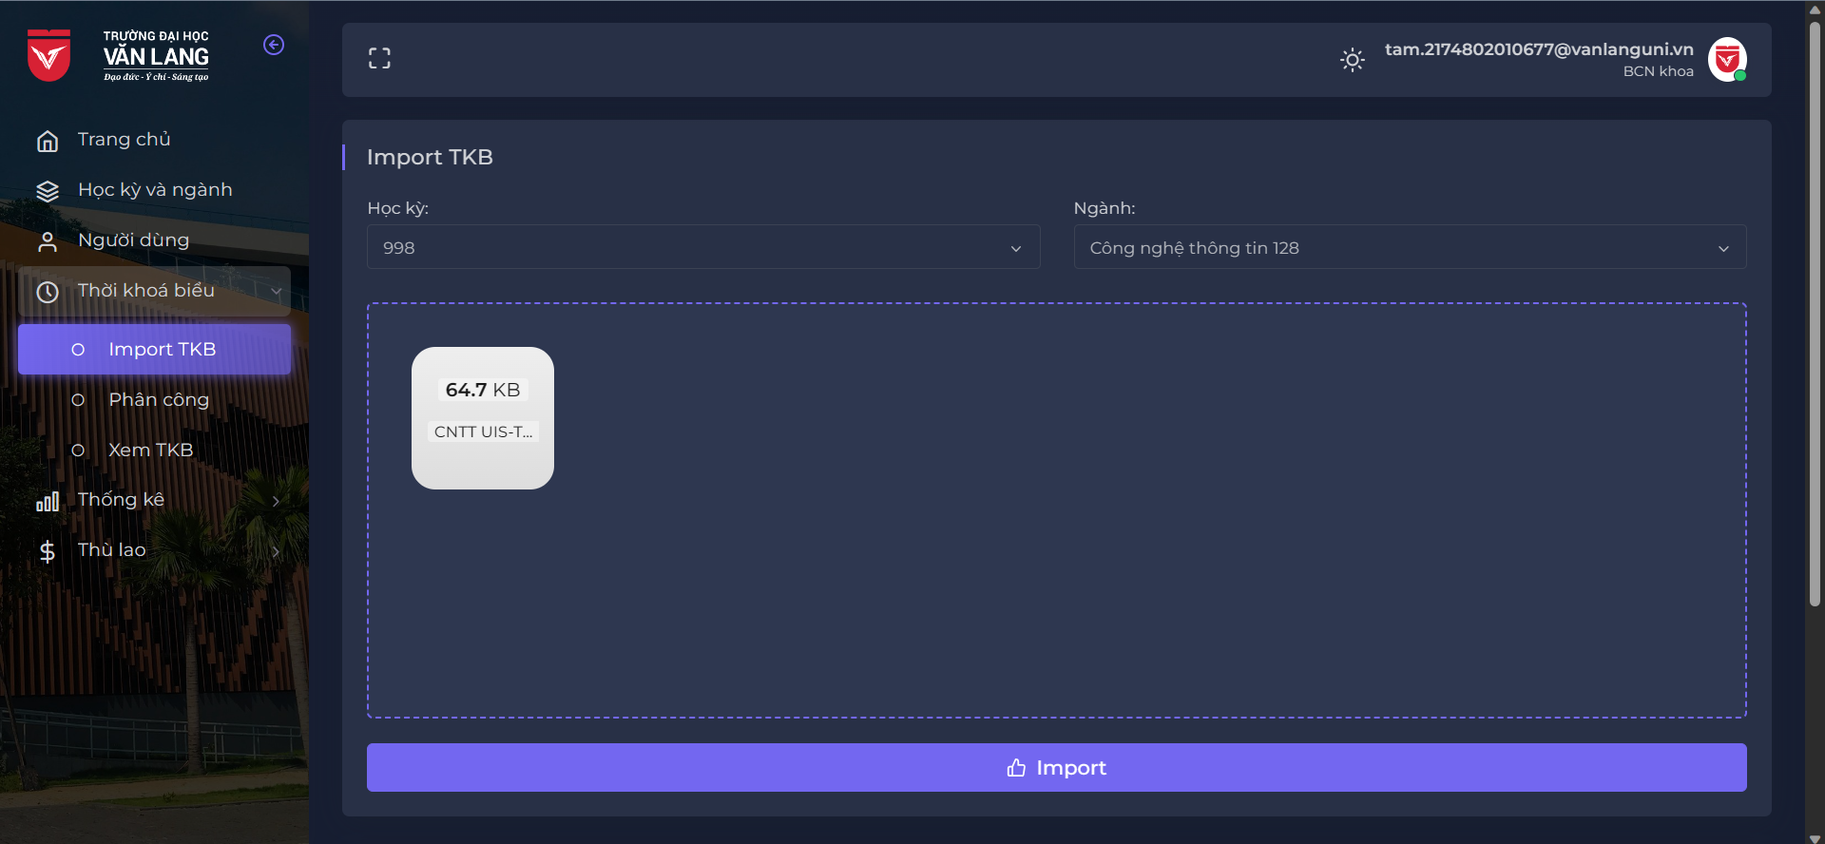 TRƯỜNG ĐẠI HỌC
VĂN LANG
Đạo đức - Ý chí - Sáng tạo
Trang chủ
Học kỳ và ngành
Người dùng
Thời khoá biểu
Import TKB
Phân công
Xem TKB
Thống kê
Thù lao
tam.2174802010677@vanlanguni.vn
BCN khoa
Import TKB
Học kỳ:
998
Ngành:
Công nghệ thông tin 128
64.7 KB
CNTT UIS-T...
Import